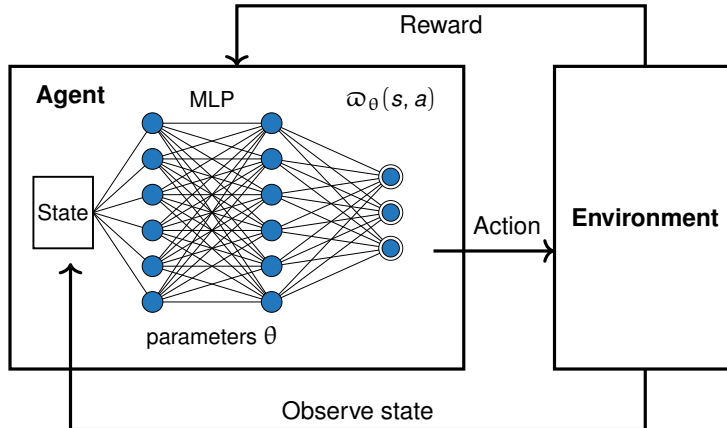 Reward
Agent
MLP
ϖθ(s, a)
State
Action
Environment
parameters θ
Observe state